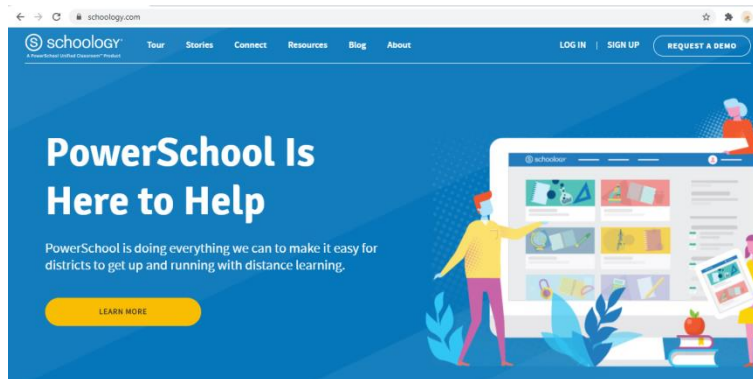 schoology.com
schoology
A PowerSchool Unified Classroom™ Product
Tour Stories Connect Resources Blog About
LOG IN | SIGN UP
REQUEST A DEMO
PowerSchool Is
Here to Help
PowerSchool is doing everything we can to make it easy for
districts to get up and running with distance learning.
LEARN MORE
schoology